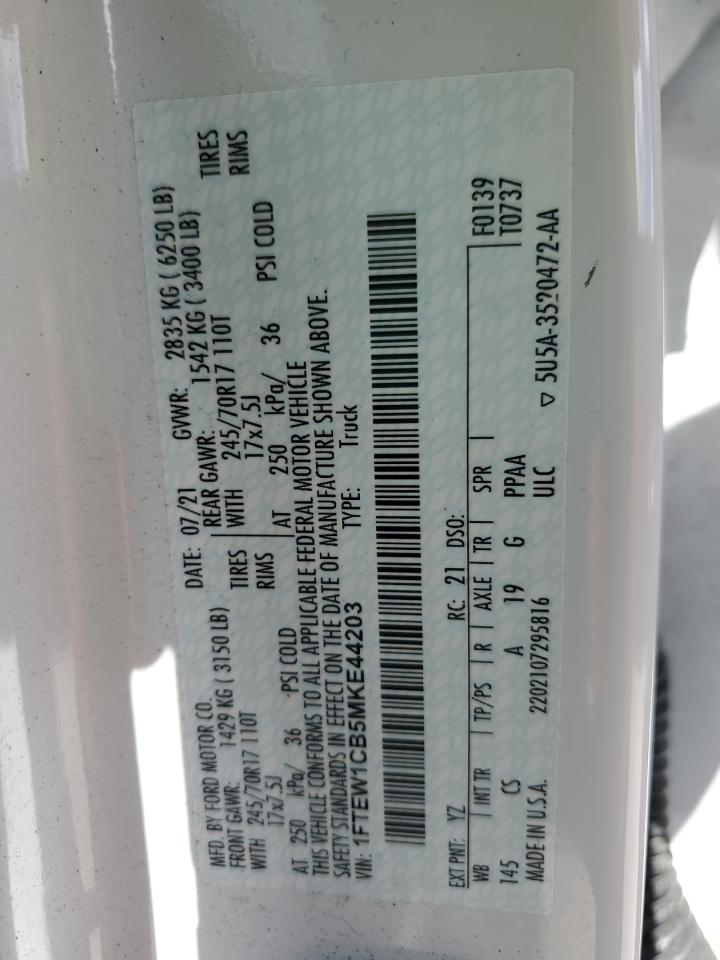 MFD. BY FORD MOTOR CO.
DATE: 07/21 GVWR: 2835 KG ( 6250 LB)
FRONT GAWR: 1429 KG ( 3150 LB) REAR GAWR: 1542 KG ( 3400 LB)
WITH 245/70R17 110T TIRES WITH 245/70R17 110T TIRES
17x7.5J RIMS 17x7.5J RIMS
AT 250 kPa/ 36 PSI COLD AT 250 kPa/ 36 PSI COLD
THIS VEHICLE CONFORMS TO ALL APPLICABLE FEDERAL MOTOR VEHICLE
SAFETY STANDARDS IN EFFECT ON THE DATE OF MANUFACTURE SHOWN ABOVE.
VIN: 1FTEW1CB5MKE44203 TYPE: Truck
EXT PNT: YZ RC: 21 DSO: F0139
WB INT TR TP/PS R AXLE TR SPR T0737
145 CS A 19 G PPAA
MADE IN U.S.A. 2202107295816 ULC ▽ 5U5A-3520472-AA